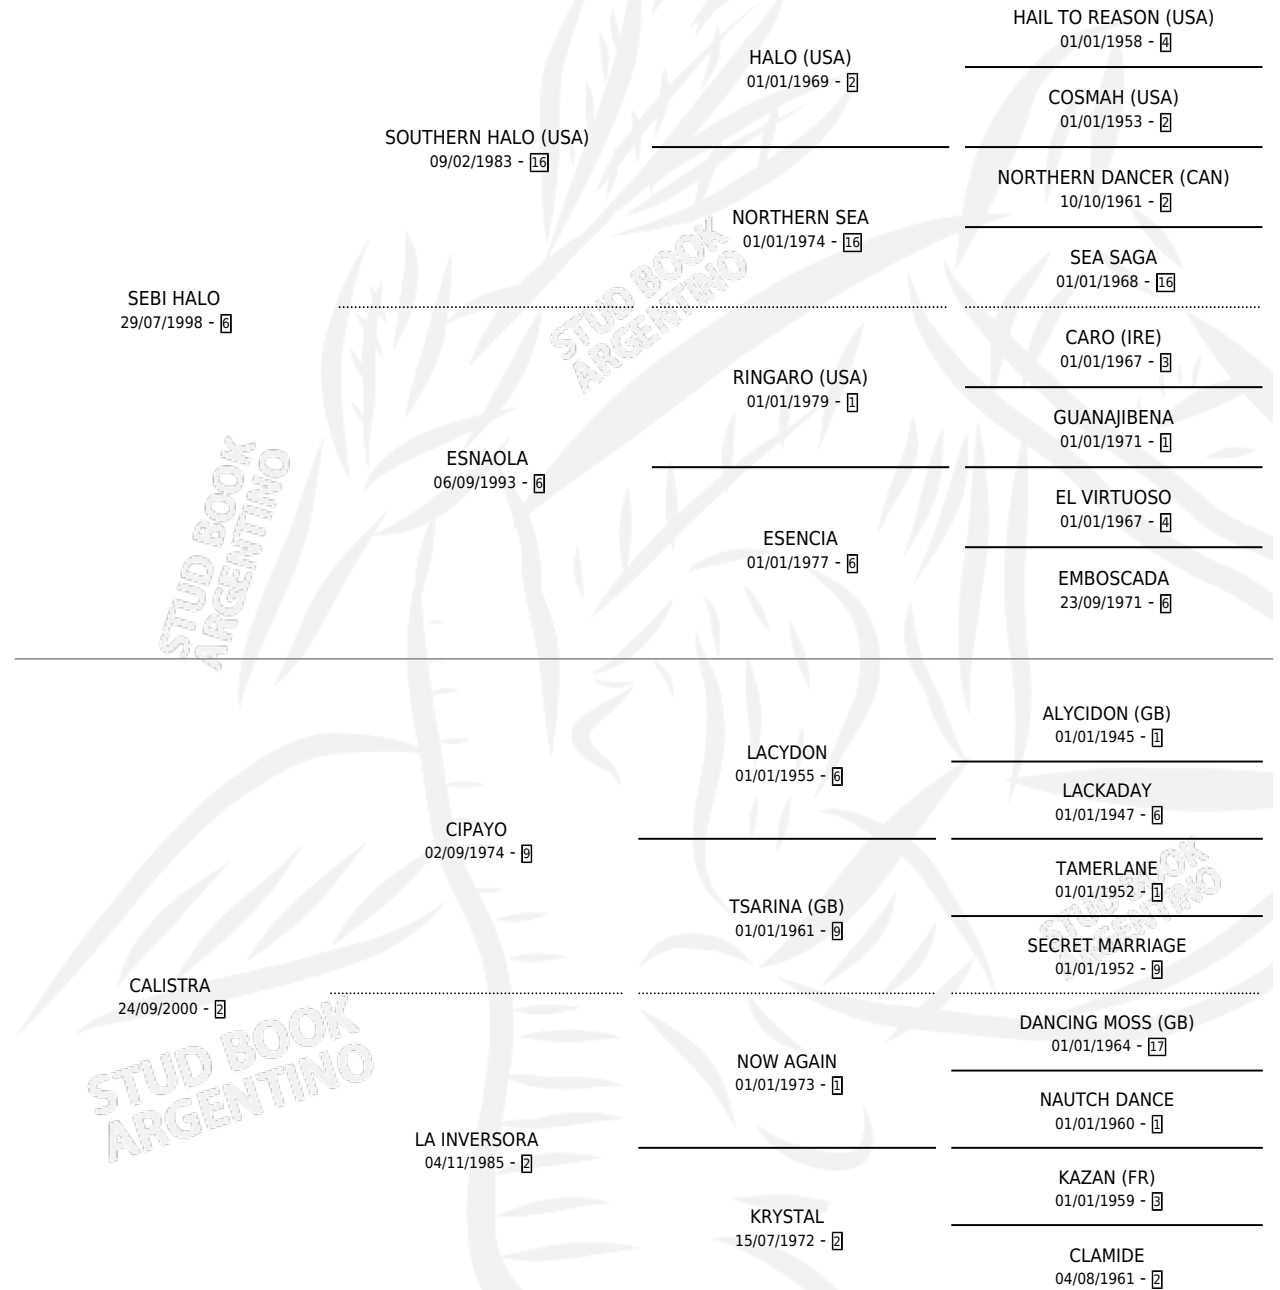 HAIL TO REASON (USA)
01/01/1958 - 4
HALO (USA)
01/01/1969 - 2
COSMAH (USA)
01/01/1953 - 2
SOUTHERN HALO (USA)
09/02/1983 - 16
NORTHERN DANCER (CAN)
10/10/1961 - 2
NORTHERN SEA
01/01/1974 - 16
SEA SAGA
01/01/1968 - 16
SEBI HALO
29/07/1998 - 6
CARO (IRE)
01/01/1967 - 3
RINGARO (USA)
01/01/1979 - 1
GUANAJIBENA
01/01/1971 - 1
ESNAOLA
06/09/1993 - 6
EL VIRTUOSO
01/01/1967 - 4
ESENCIA
01/01/1977 - 6
EMBOSCADA
23/09/1971 - 6
STUD BOOK
ARGENTINO
STUD BOOK
ARGENTINO
ALYCIDON (GB)
01/01/1945 - 1
LACYDON
01/01/1955 - 6
LACKADAY
01/01/1947 - 6
CIPAYO
02/09/1974 - 9
TAMERLANE
01/01/1952 - 1
TSARINA (GB)
01/01/1961 - 9
SECRET MARRIAGE
01/01/1952 - 9
STUD BOOK
ARGENTINO
CALISTRA
24/09/2000 - 2
DANCING MOSS (GB)
01/01/1964 - 17
NOW AGAIN
01/01/1973 - 1
NAUTCH DANCE
01/01/1960 - 1
LA INVERSORA
04/11/1985 - 2
KAZAN (FR)
01/01/1959 - 3
KRYSTAL
15/07/1972 - 2
CLAMIDE
04/08/1961 - 2
STUD BOOK
ARGENTINO